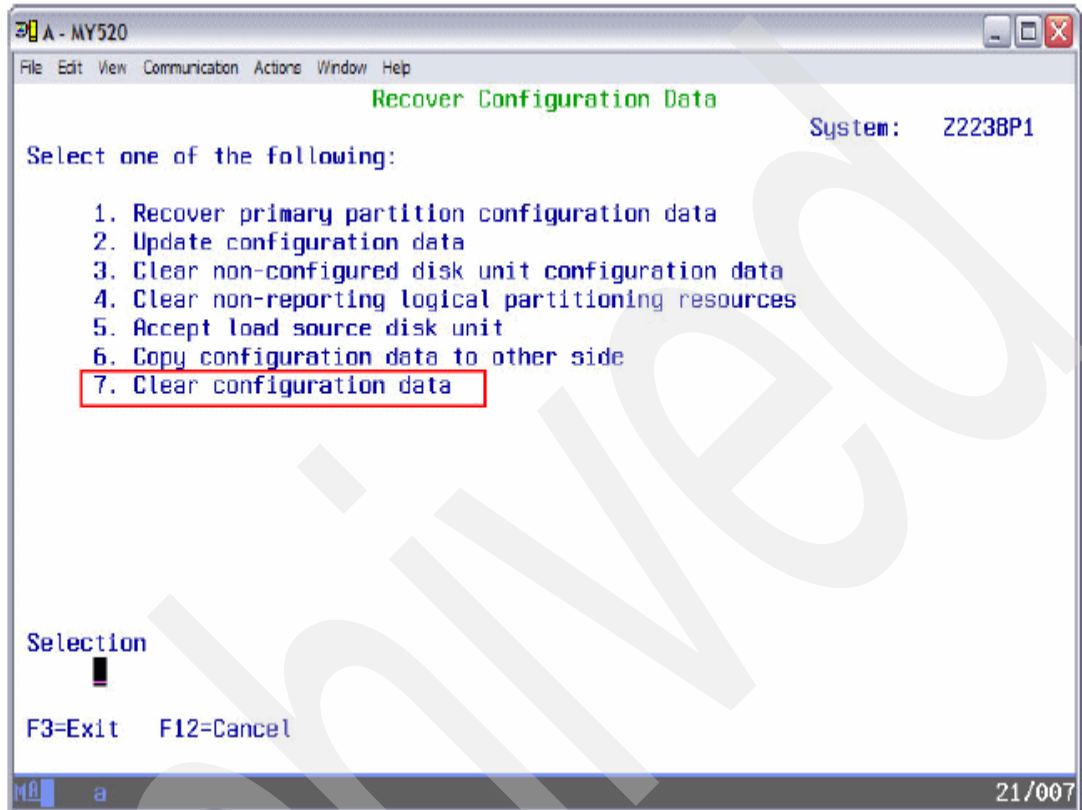 A - MY520
File Edit View Communication Actions Window Help
Recover Configuration Data
System: Z2238P1
Select one of the following:
1. Recover primary partition configuration data
2. Update configuration data
3. Clear non-configured disk unit configuration data
4. Clear non-reporting logical partitioning resources
5. Accept load source disk unit
6. Copy configuration data to other side
7. Clear configuration data
Selection
F3=Exit F12=Cancel
MA a 21/007